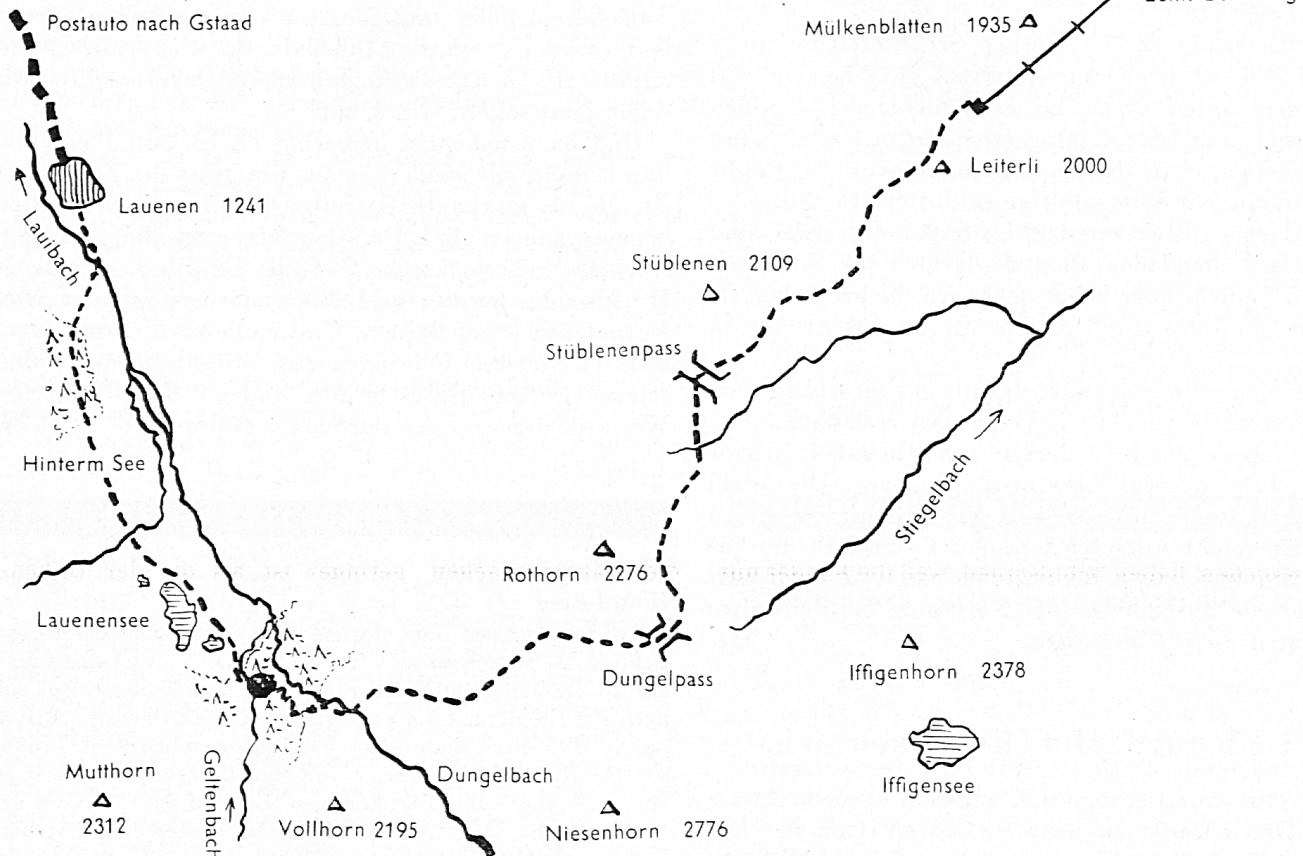 Postauto nach Gstaad
Mülkenblatten 1935
Leiterli 2000
Lauenen 1241
Lauibach
Stüblenen 2109
Stüblenenpass
Hinterm See
Stiegelbach
Rothorn 2276
Lauenensee
Dungelpass
Iffigenhorn 2378
Mutthorn
2312
Geltenbach
Dungelbach
Vollhorn 2195
Niesenhorn 2776
Iffigensee